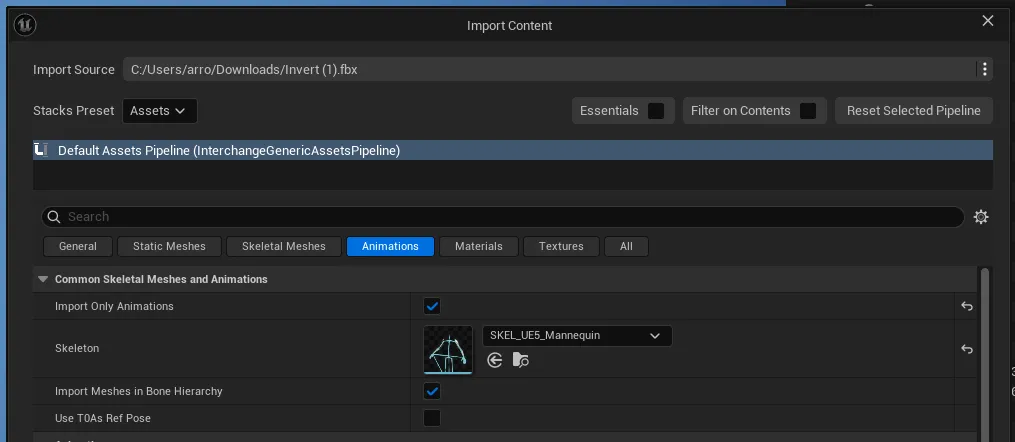 Import Content
Import Source C:/Users/arro/Downloads/Invert (1).fbx
Stacks Preset Assets Essentials Filter on Contents Reset Selected Pipeline
Default Assets Pipeline (InterchangeGenericAssetsPipeline)
Search
General Static Meshes Skeletal Meshes Animations Materials Textures All
Common Skeletal Meshes and Animations
Import Only Animations
SKEL_UE5_Mannequin
Skeleton
Import Meshes in Bone Hierarchy
Use T0As Ref Pose